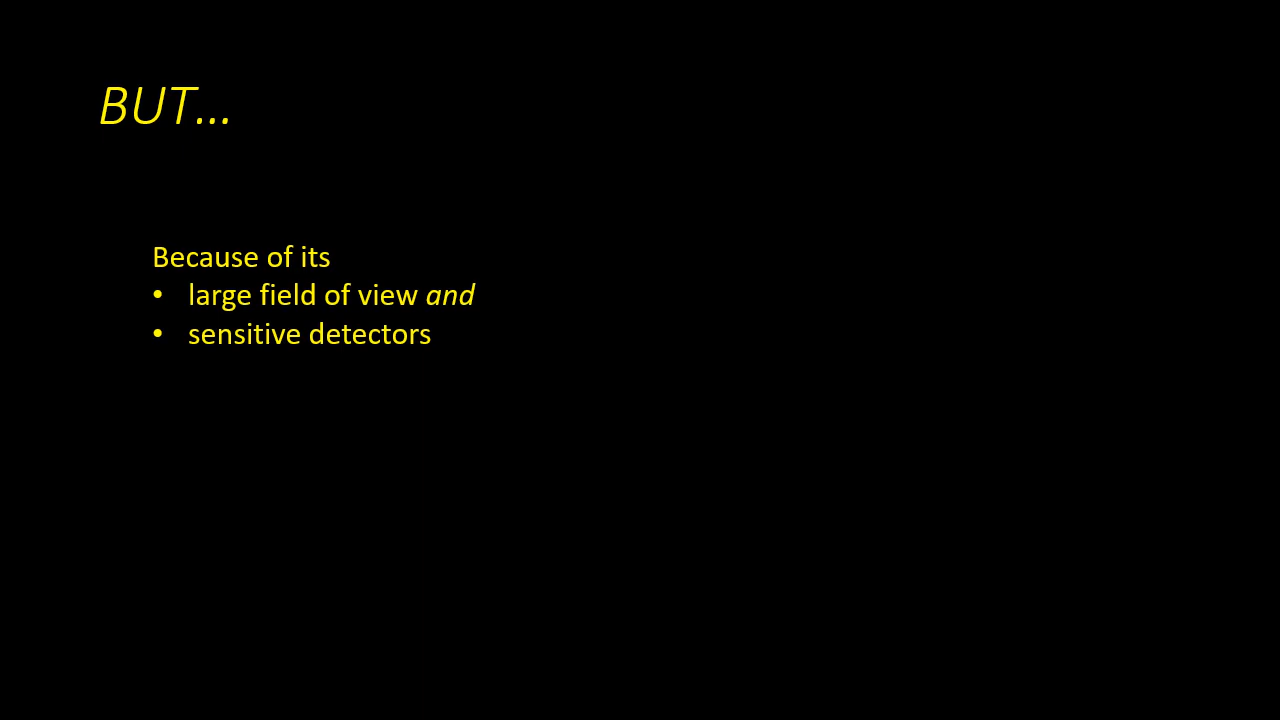 BUT...
Because of its
• large field of view and
• sensitive detectors